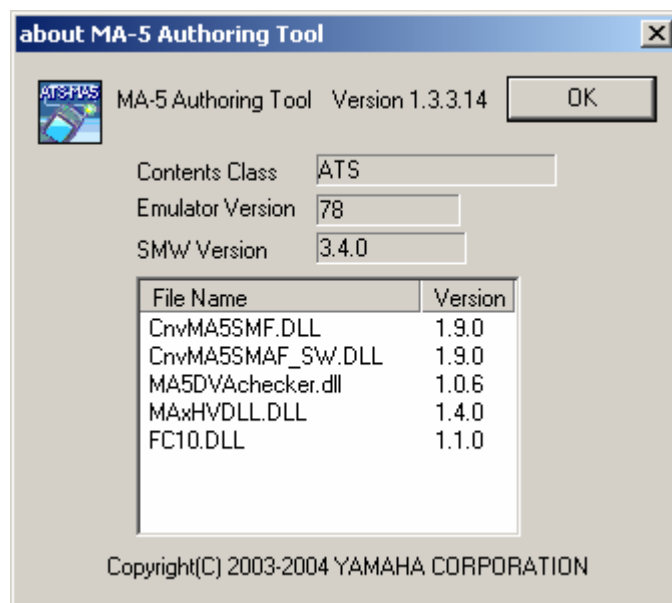 about MA-5 Authoring Tool
ATS-MA5
MA-5 Authoring Tool Version 1.3.3.14 OK
Contents Class ATS
Emulator Version 78
SMW Version 3.4.0
File Name Version
CnvMA5SMF.DLL 1.9.0
CnvMA5SMAF_SW.DLL 1.9.0
MA5DVAchecker.dll 1.0.6
MAxHVDLL.DLL 1.4.0
FC10.DLL 1.1.0
Copyright(C) 2003-2004 YAMAHA CORPORATION